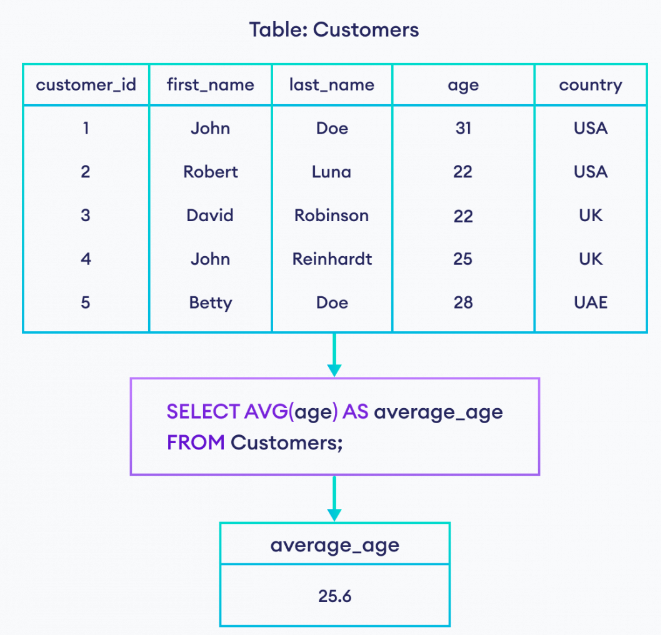 Table: Customers
customer_id first_name last_name age country
1 John Doe 31 USA
2 Robert Luna 22 USA
3 David Robinson 22 UK
4 John Reinhardt 25 UK
5 Betty Doe 28 UAE
SELECT AVG(age) AS average_age
FROM Customers;
average_age
25.6